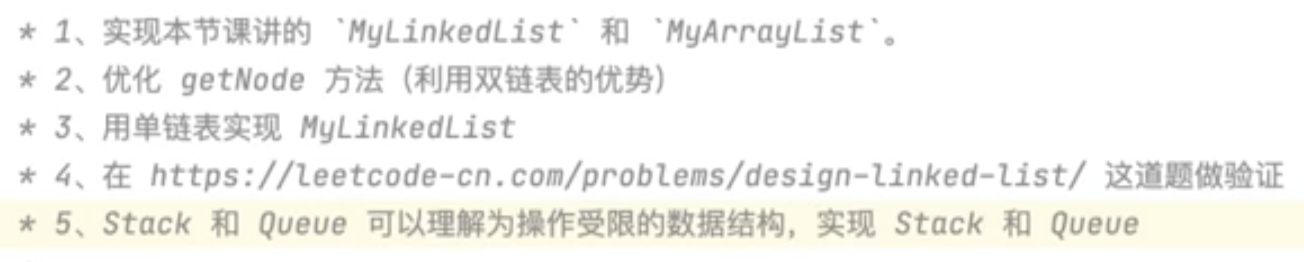 * 1、实现本节课讲的 `MyLinkedList` 和 `MyArrayList`。
* 2、优化 getNode 方法（利用双链表的优势）
* 3、用单链表实现 MyLinkedList
* 4、在 https://leetcode-cn.com/problems/design-linked-list/ 这道题做验证
* 5、Stack 和 Queue 可以理解为操作受限的数据结构，实现 Stack 和 Queue